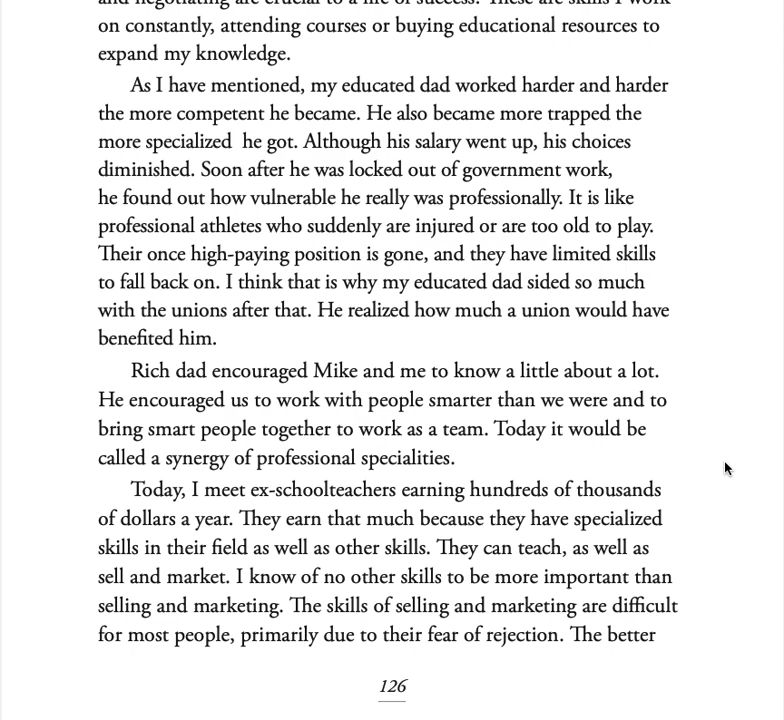 and negotiating are crucial to a life of success. These are skills I work
on constantly, attending courses or buying educational resources to
expand my knowledge.
As I have mentioned, my educated dad worked harder and harder
the more competent he became. He also became more trapped the
more specialized  he got. Although his salary went up, his choices
diminished. Soon after he was locked out of government work,
he found out how vulnerable he really was professionally. It is like
professional athletes who suddenly are injured or are too old to play.
Their once high-paying position is gone, and they have limited skills
to fall back on. I think that is why my educated dad sided so much
with the unions after that. He realized how much a union would have
benefited him.
Rich dad encouraged Mike and me to know a little about a lot.
He encouraged us to work with people smarter than we were and to
bring smart people together to work as a team. Today it would be
called a synergy of professional specialities.
Today, I meet ex-schoolteachers earning hundreds of thousands
of dollars a year. They earn that much because they have specialized
skills in their field as well as other skills. They can teach, as well as
sell and market. I know of no other skills to be more important than
selling and marketing. The skills of selling and marketing are difficult
for most people, primarily due to their fear of rejection. The better
126